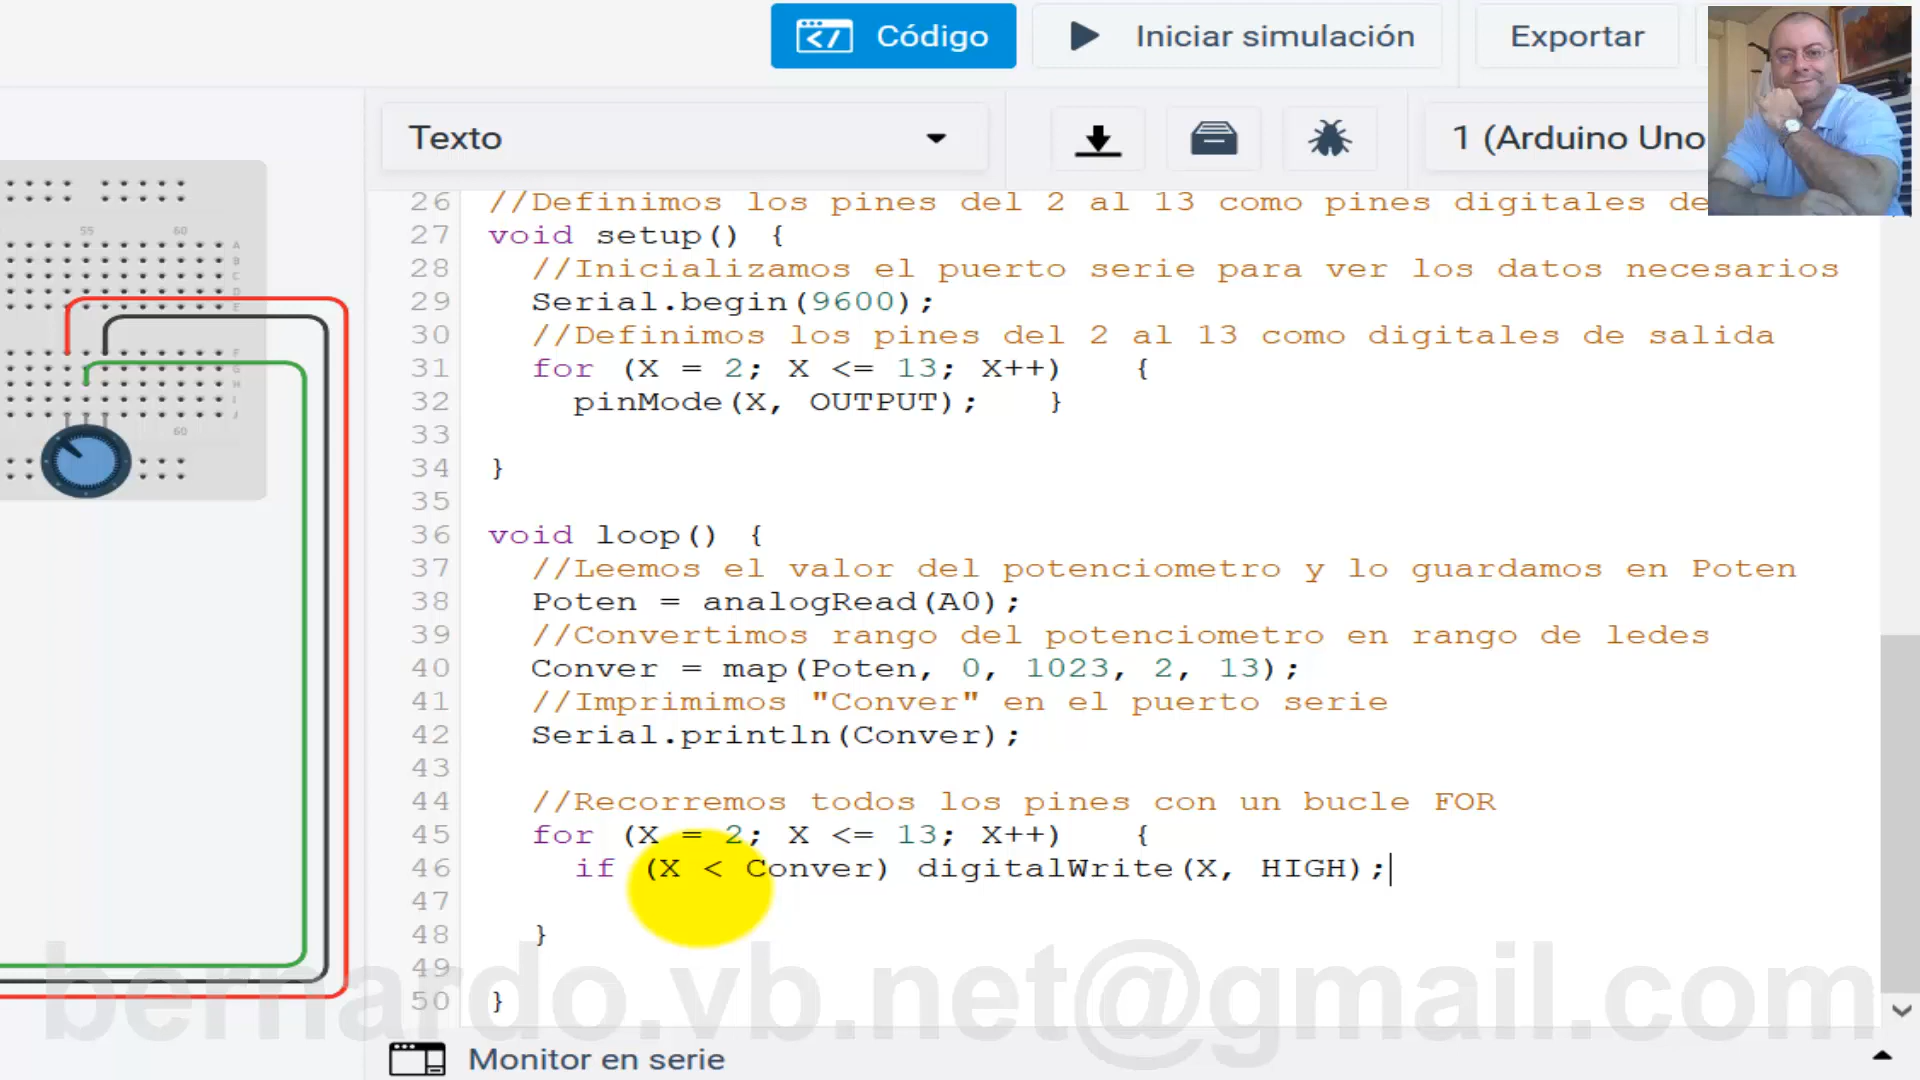 Código
Iniciar simulación
Exportar
Texto
1 (Arduino Uno
55 60
A
B
C
D
E
F
G
H
I
J
60
26 //Definimos los pines del 2 al 13 como pines digitales de
27 void setup() {
28 //Inicializamos el puerto serie para ver los datos necesarios
29 Serial.begin(9600);
30 //Definimos los pines del 2 al 13 como digitales de salida
31 for (X = 2; X <= 13; X++) {
32 pinMode(X, OUTPUT); }
33
34 }
35
36 void loop() {
37 //Leemos el valor del potenciometro y lo guardamos en Poten
38 Poten = analogRead(A0);
39 //Convertimos rango del potenciometro en rango de ledes
40 Conver = map(Poten, 0, 1023, 2, 13);
41 //Imprimimos "Conver" en el puerto serie
42 Serial.println(Conver);
43
44 //Recorremos todos los pines con un bucle FOR
45 for (X = 2; X <= 13; X++) {
46 if (X < Conver) digitalWrite(X, HIGH);
47
48 }
49
50 }
bernardo.vb.net@gmail.com
Monitor en serie